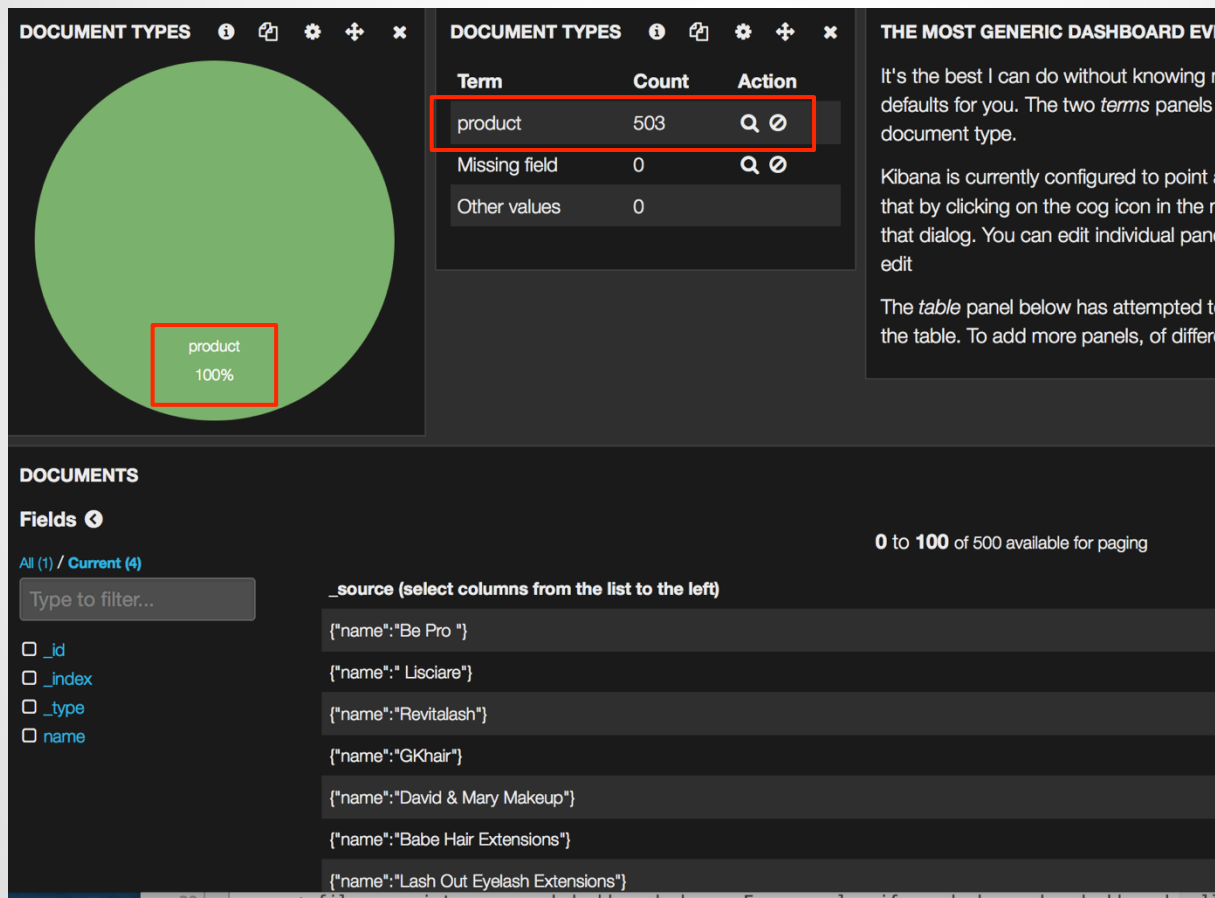 DOCUMENT TYPES
product
100%
DOCUMENT TYPES
Term Count Action
product 503
Missing field 0
Other values 0
THE MOST GENERIC DASHBOARD
It's the best I can do without knowing
defaults for you. The two terms panels
document type.
Kibana is currently configured to point
that by clicking on the cog icon in the
that dialog. You can edit individual
edit
The table panel below has attempted
the table. To add more panels, of
DOCUMENTS
Fields
All (1) / Current (4)
Type to filter...
_id
_index
_type
name
0 to 100 of 500 available for paging
_source (select columns from the list to the left)
{"name":"Be Pro "}
{"name":" Lisciare"}
{"name":"Revitalash"}
{"name":"GKhair"}
{"name":"David & Mary Makeup"}
{"name":"Babe Hair Extensions"}
{"name":"Lash Out Eyelash Extensions"}